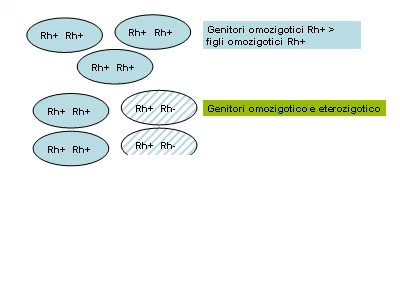 Rh+ Rh+
Rh+ Rh+
Genitori omozigotici Rh+ >
figli omozigotici Rh+
Rh+ Rh+
Rh+ Rh+
Rh+ Rh-
Genitori omozigotico e eterozigotico
Rh+ Rh+
Rh+ Rh-